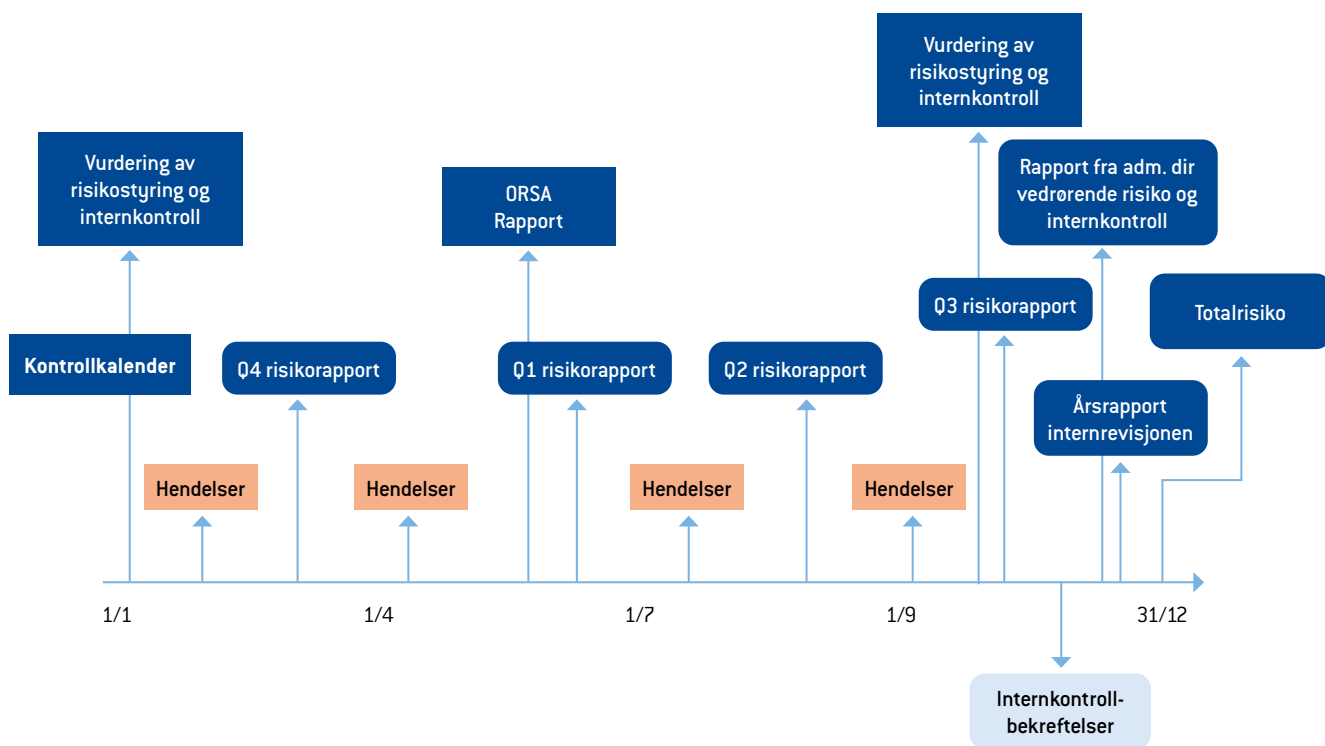 Vurdering av
risikostyring og
internkontroll
Vurdering av
risikostyring og
internkontroll
ORSA
Rapport
Rapport fra adm. dir
vedrørende risiko og
internkontroll
Kontrollkalender
Q4 risikorapport
Q1 risikorapport
Q2 risikorapport
Q3 risikorapport
Totalrisiko
Årsrapport
internrevisjonen
Hendelser
Hendelser
Hendelser
Hendelser
1/1
1/4
1/7
1/9
31/12
Internkontroll-
bekreftelser